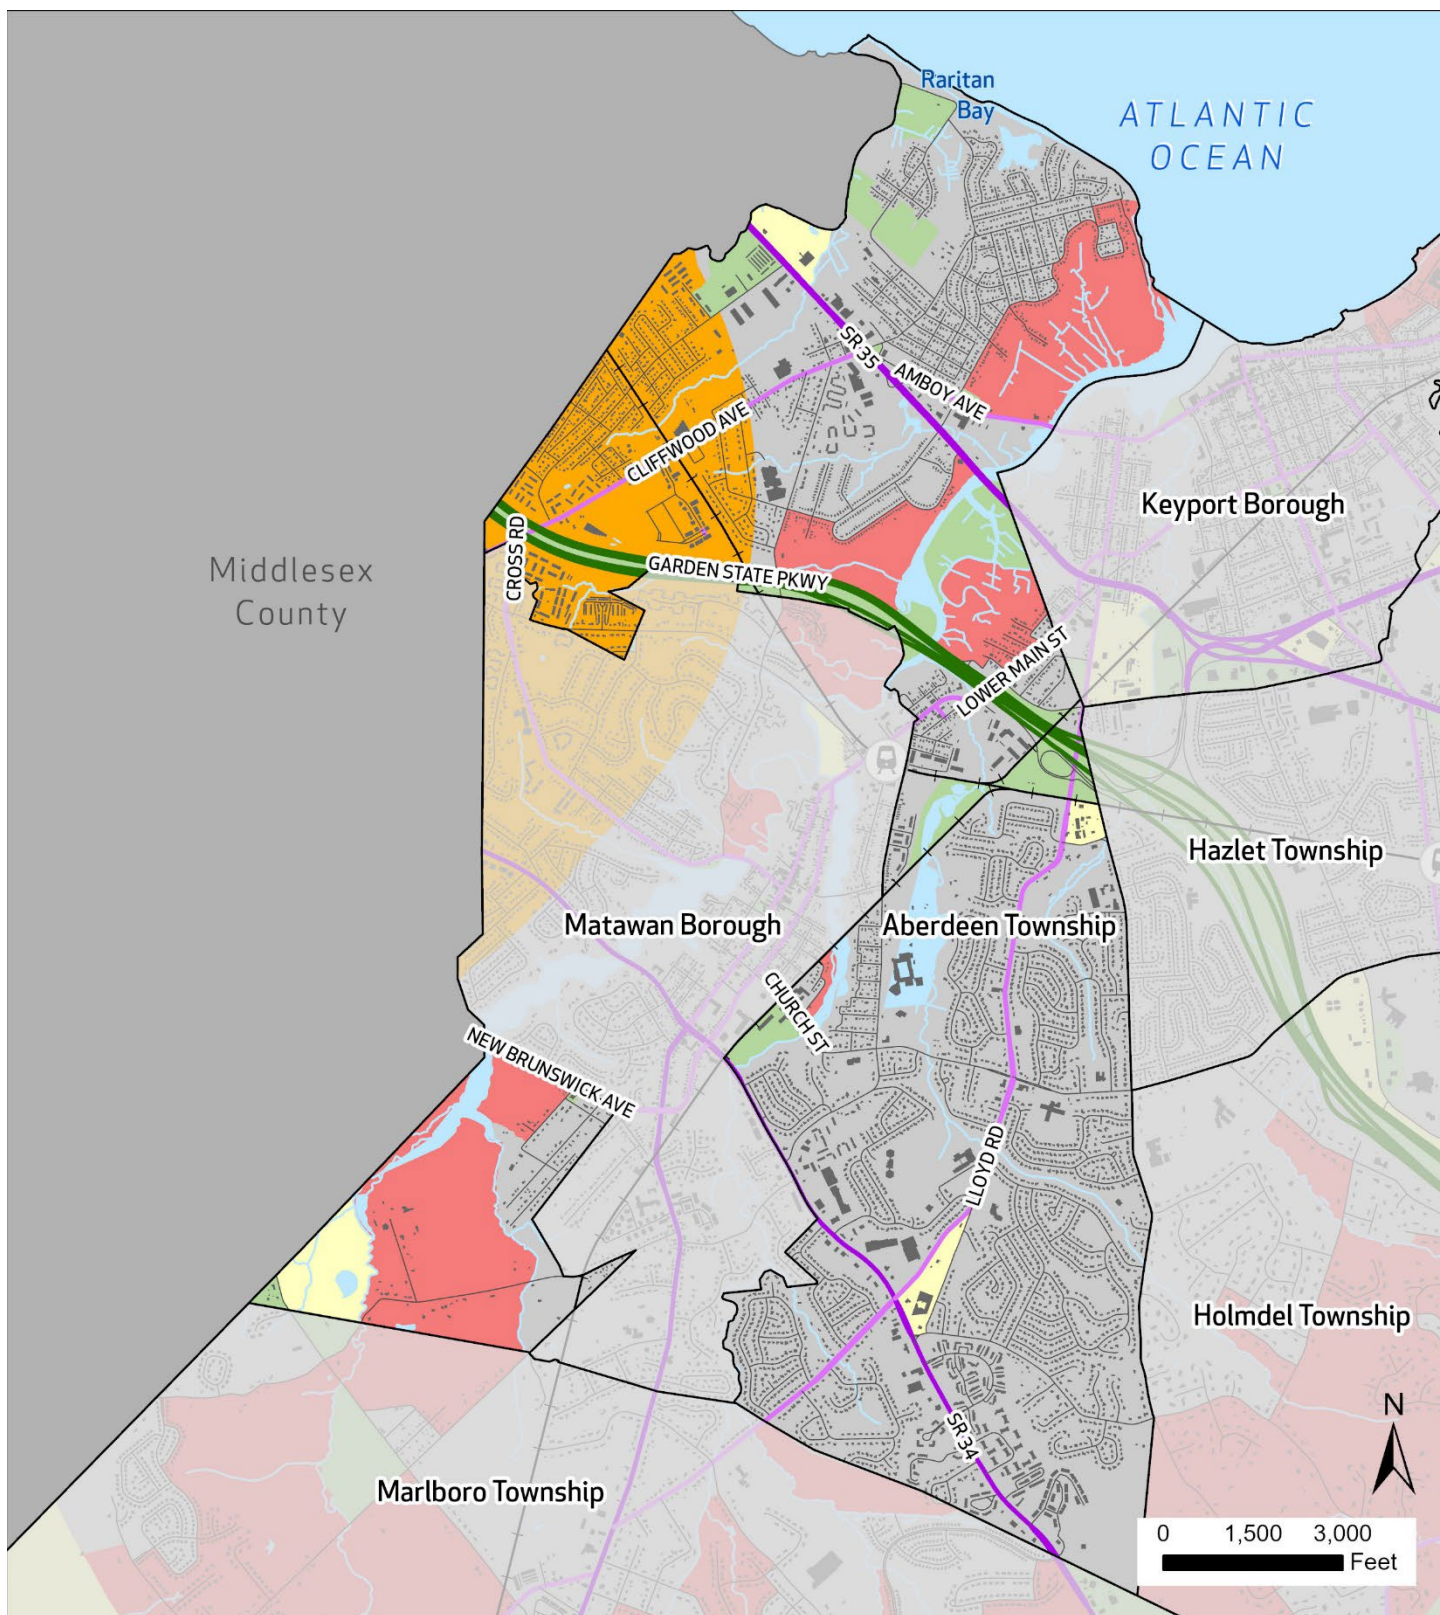 Raritan
Bay
ATLANTIC
OCEAN
SR 35
AMBOY AVE
CLIFFWOOD AVE
Keyport Borough
CROSS RD
GARDEN STATE PKWY
Middlesex
County
LOWER MAIN ST
Hazlet Township
Matawan Borough
Aberdeen Township
CHURCH ST
NEW BRUNSWICK AVE
LLOYD RD
Holmdel Township
N
SR 34
Marlboro Township
0 1,500 3,000
Feet